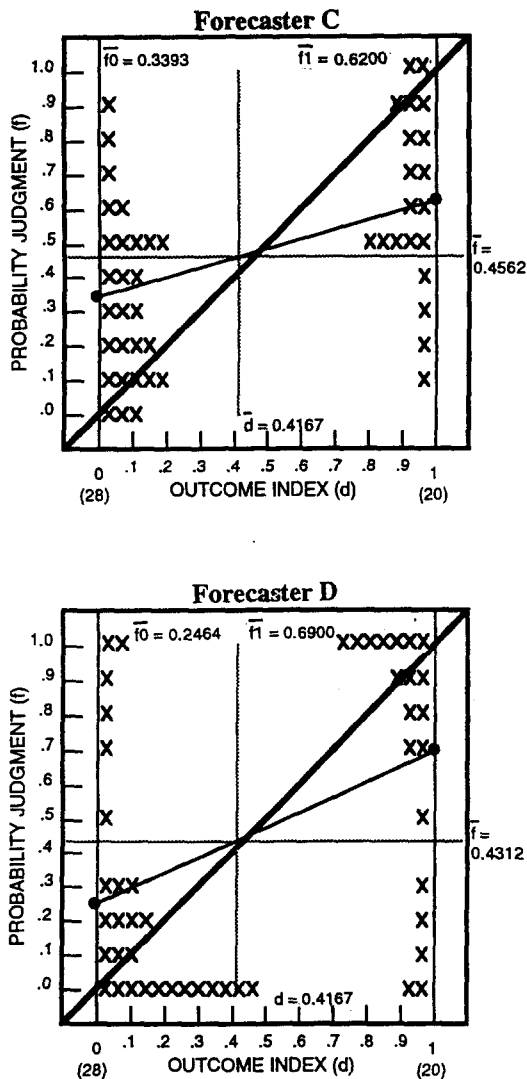 Forecaster C
f0 = 0.3393
f1 = 0.6200
PROBABILITY JUDGMENT (f)
1.0
.9
.8
.7
.6
.5
.4
.3
.2
.1
.0
f =
0.4562
d = 0.4167
0 .1 .2 .3 .4 .5 .6 .7 .8 .9 1
(28) OUTCOME INDEX (d) (20)
Forecaster D
f0 = 0.2464
f1 = 0.6900
PROBABILITY JUDGMENT (f)
1.0
.9
.8
.7
.6
.5
.4
.3
.2
.1
.0
f =
0.4312
d = 0.4167
0 .1 .2 .3 .4 .5 .6 .7 .8 .9 1
(28) OUTCOME INDEX (d) (20)